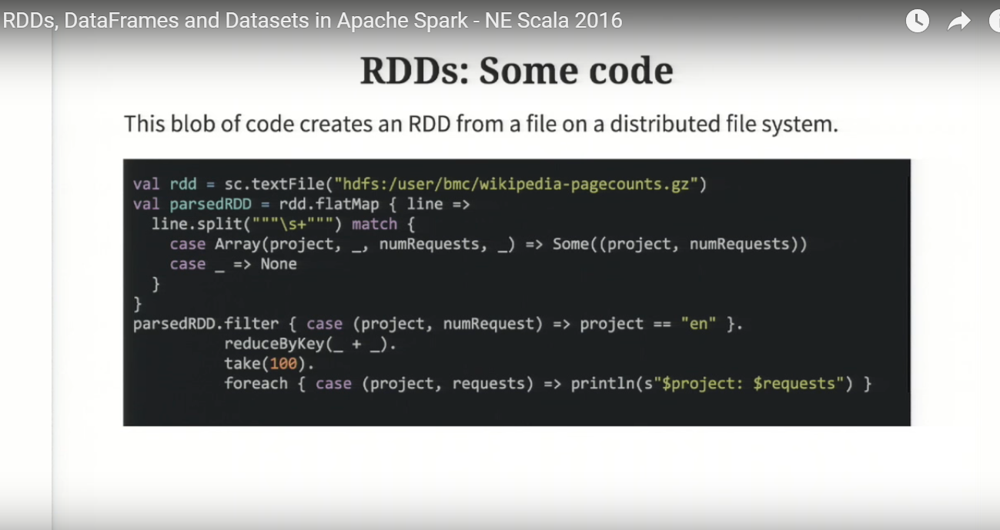 RDDs, DataFrames and Datasets in Apache Spark - NE Scala 2016
RDDs: Some code
This blob of code creates an RDD from a file on a distributed file system.
val rdd = sc.textFile("hdfs:/user/bmc/wikipedia-pagecounts.gz")
val parsedRDD = rdd.flatMap { line =>
  line.split("""\s+""") match {
    case Array(project, _, numRequests, _) => Some((project, numRequests))
    case _ => None
  }
}
parsedRDD.filter { case (project, numRequest) => project == "en" }.
          reduceByKey(_ + _).
          take(100).
          foreach { case (project, requests) => println(s"$project: $requests") }